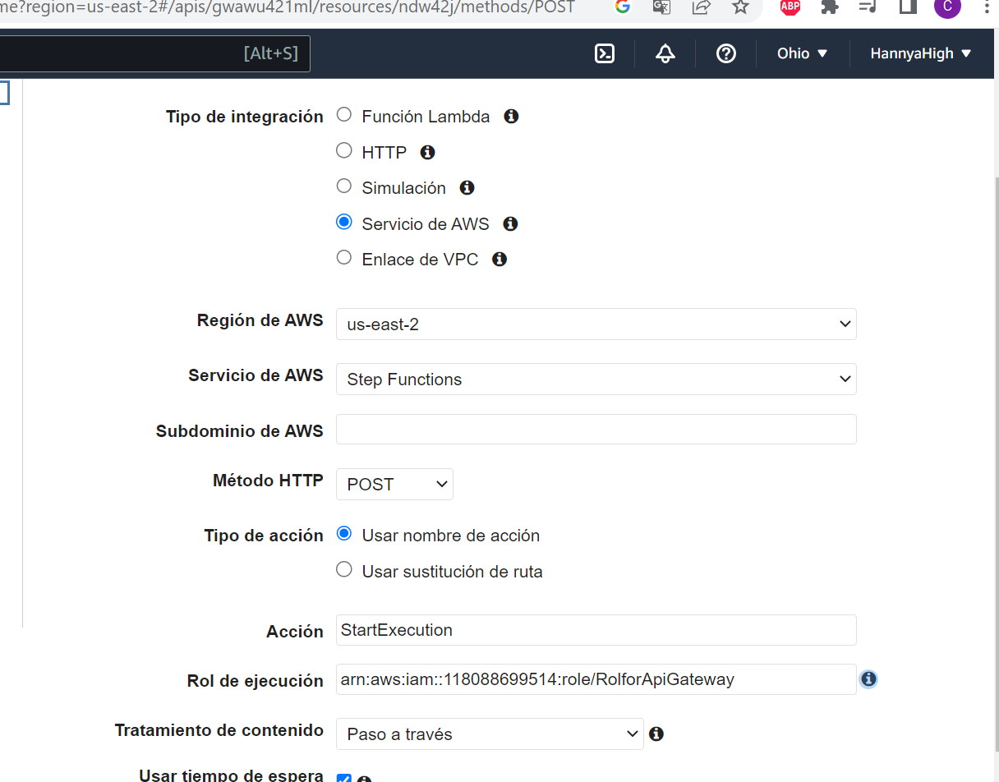 me?region=us-east-2#/apis/gwawu421ml/resources/ndw42j/methods/POST ABP C
[Alt+S] Ohio HannyaHigh
Tipo de integración Función Lambda
HTTP
Simulación
Servicio de AWS
Enlace de VPC
Región de AWS us-east-2
Servicio de AWS Step Functions
Subdominio de AWS
Método HTTP POST
Tipo de acción Usar nombre de acción
Usar sustitución de ruta
Acción StartExecution
Rol de ejecución arn:aws:iam::118088699514:role/RolforApiGateway
Tratamiento de contenido Paso a través
Usar tiempo de espera